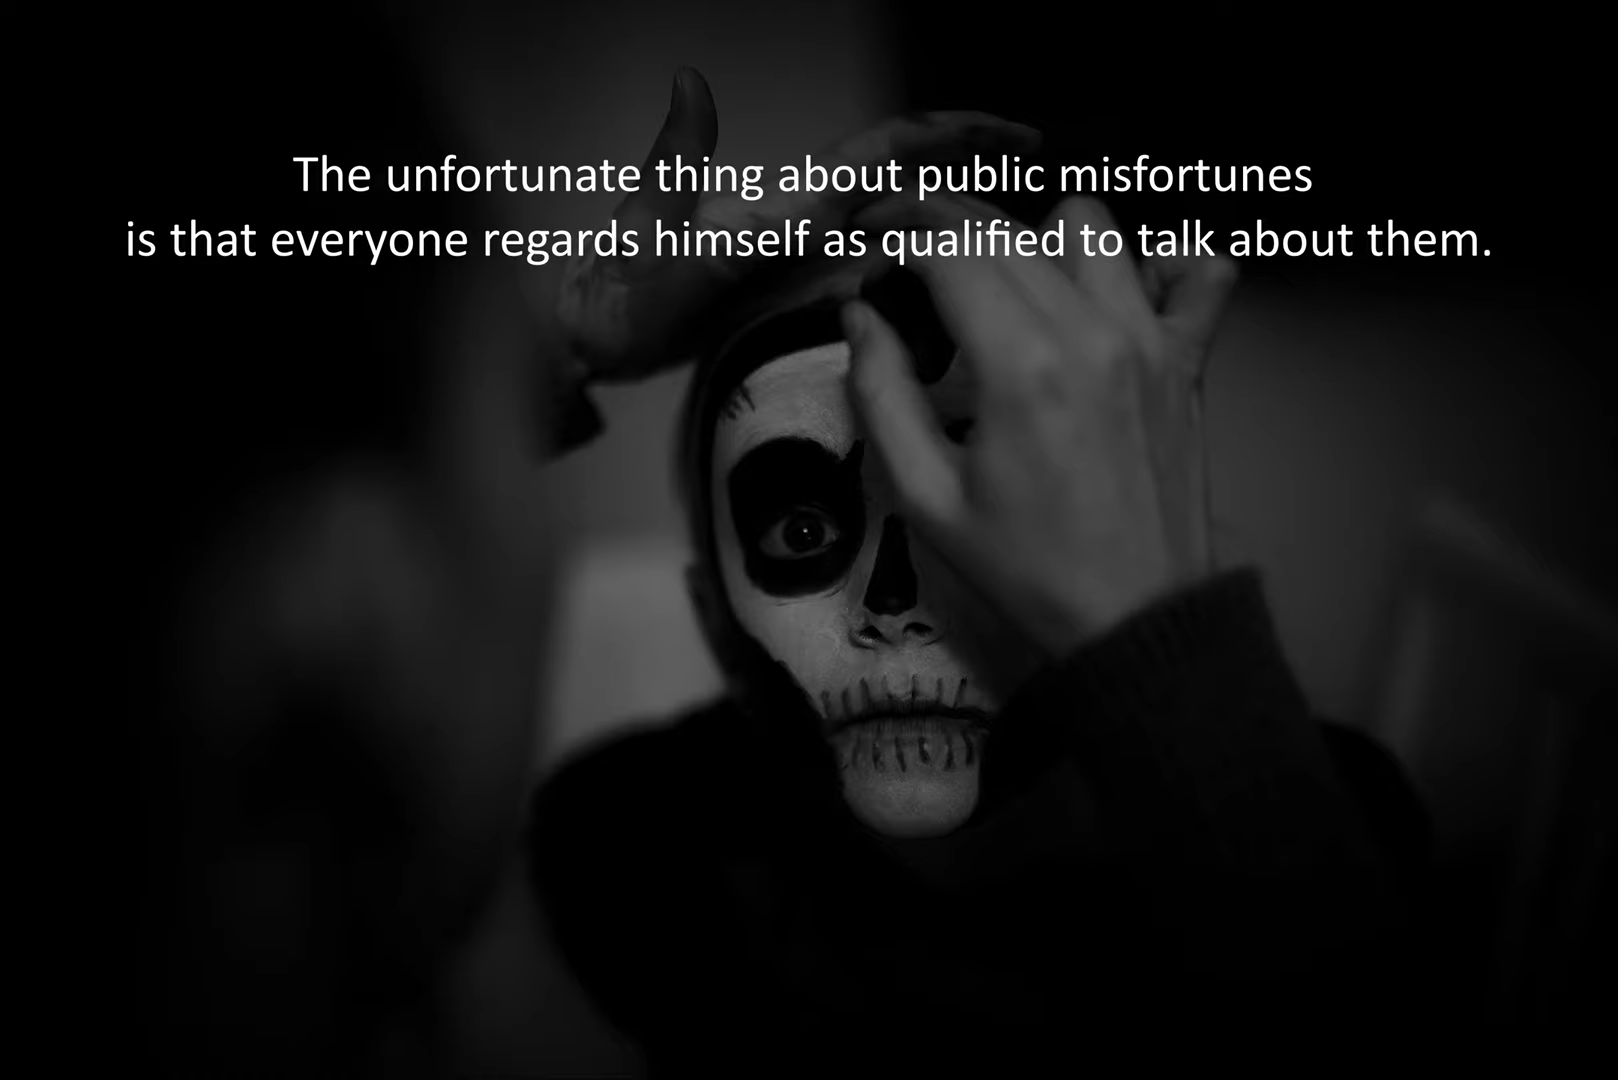 The unfortunate thing about public misfortunes
is that everyone regards himself as qualified to talk about them.